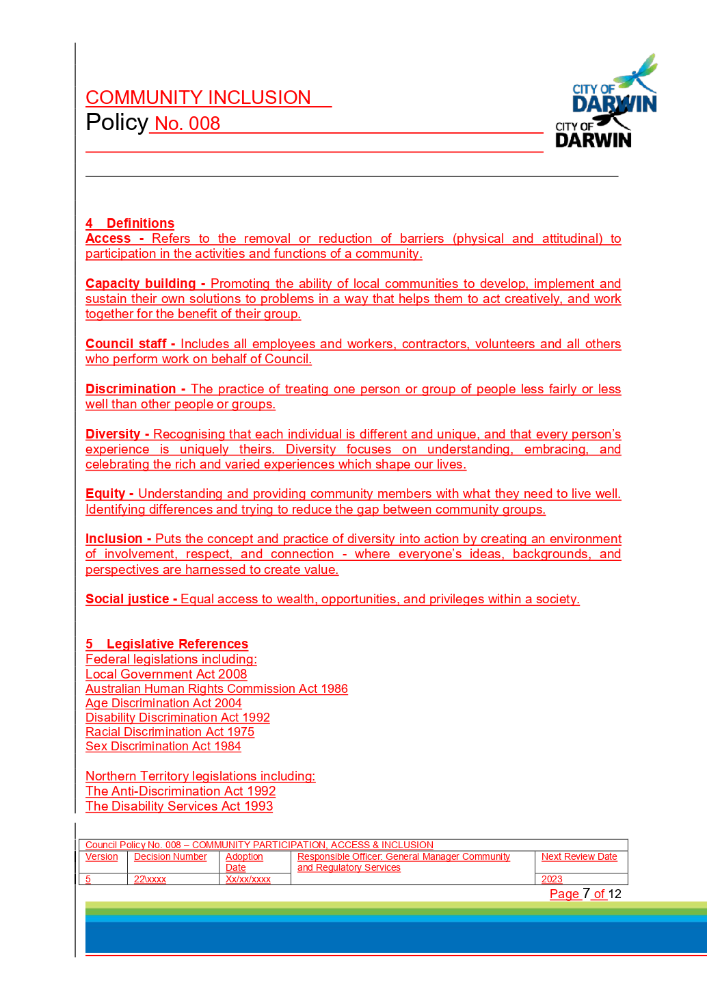 COMMUNITY INCLUSION
Policy No. 008
CITY OF
DARWIN
CITY OF
DARWIN
4 Definitions
Access - Refers to the removal or reduction of barriers (physical and attitudinal) to
participation in the activities and functions of a community.
Capacity building - Promoting the ability of local communities to develop, implement and
sustain their own solutions to problems in a way that helps them to act creatively, and work
together for the benefit of their group.
Council staff - Includes all employees and workers, contractors, volunteers and all others
who perform work on behalf of Council.
Discrimination - The practice of treating one person or group of people less fairly or less
well than other people or groups.
Diversity - Recognising that each individual is different and unique, and that every person’s
experience is uniquely theirs. Diversity focuses on understanding, embracing, and
celebrating the rich and varied experiences which shape our lives.
Equity - Understanding and providing community members with what they need to live well.
Identifying differences and trying to reduce the gap between community groups.
Inclusion - Puts the concept and practice of diversity into action by creating an environment
of involvement, respect, and connection - where everyone’s ideas, backgrounds, and
perspectives are harnessed to create value.
Social justice - Equal access to wealth, opportunities, and privileges within a society.
5 Legislative References
Federal legislations including:
Local Government Act 2008
Australian Human Rights Commission Act 1986
Age Discrimination Act 2004
Disability Discrimination Act 1992
Racial Discrimination Act 1975
Sex Discrimination Act 1984
Northern Territory legislations including:
The Anti-Discrimination Act 1992
The Disability Services Act 1993
Council Policy No. 008 – COMMUNITY PARTICIPATION, ACCESS & INCLUSION
Version Decision Number Adoption Date Responsible Officer: General Manager Community and Regulatory Services Next Review Date
5 22\xxxx Xx/xx/xxxx 2023
Page 7 of 12